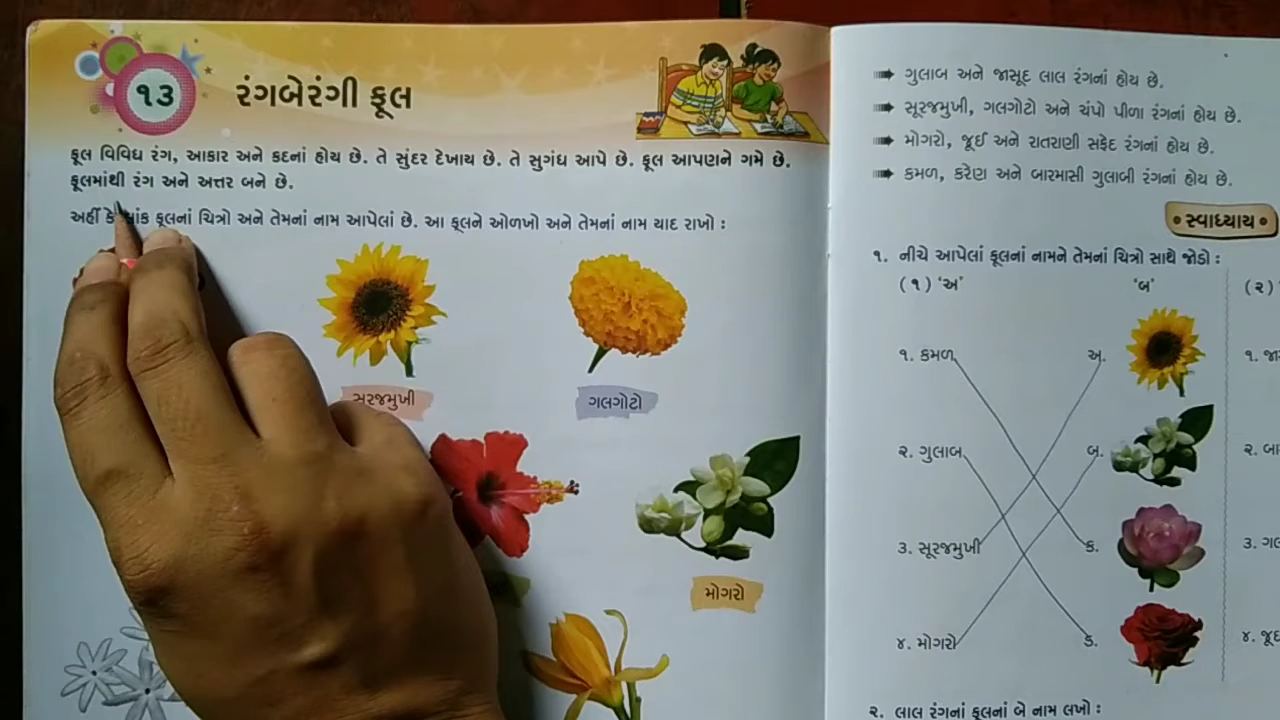 ૧૩
રંગબેરંગી ફૂલ
ફૂલ વિવિધ રંગ, આકાર અને કદનાં હોય છે. તે સુંદર દેખાય છે. તે સુગંધ આપે છે. ફૂલ આપણને ગમે છે.
ફૂલમાંથી રંગ અને અત્તર બને છે.
અહીં ફૂલનાં ચિત્રો અને તેમનાં નામ આપેલાં છે. આ ફૂલને ઓળખો અને તેમનાં નામ યાદ રાખો :
સૂરજમુખી
ગલગોટો
મોગરો
ગુલાબ અને જાસૂદ લાલ રંગનાં હોય છે.
સૂરજમુખી, ગલગોટો અને ચંપો પીળા રંગનાં હોય છે.
મોગરો, જૂઈ અને રાતરાણી સફેદ રંગનાં હોય છે.
કમળ, કરેણ અને બારમાસી ગુલાબી રંગનાં હોય છે.
• સ્વાધ્યાય •
૧. નીચે આપેલાં ફૂલનાં નામને તેમનાં ચિત્રો સાથે જોડો :
(૧) 'અ' 'બ' (૨)
૧. કમળ અ. ૧.
૨. ગુલાબ બ. ૨.
૩. સૂરજમુખી ક. ૩.
૪. મોગરો ડ. ૪.
૨. લાલ રંગનાં ફૂલનાં બે નામ લખો :